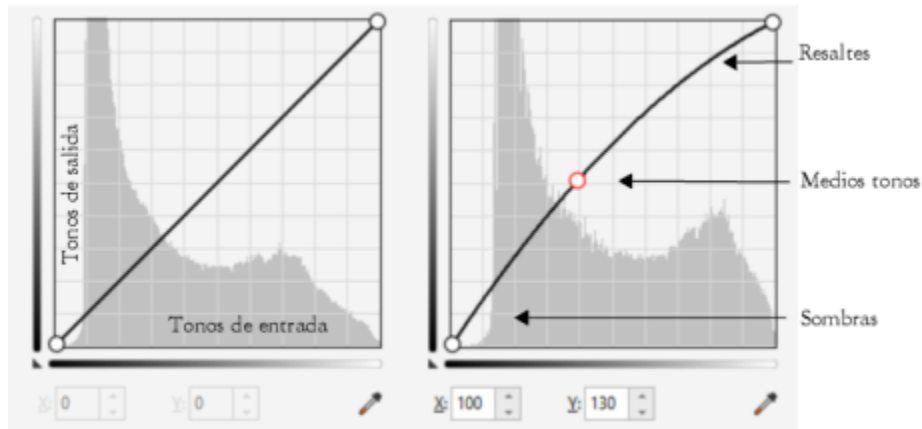 Tonos de salida
Tonos de entrada
X: 0 Y: 0
Resaltes
Medios tonos
Sombras
X: 100 Y: 130